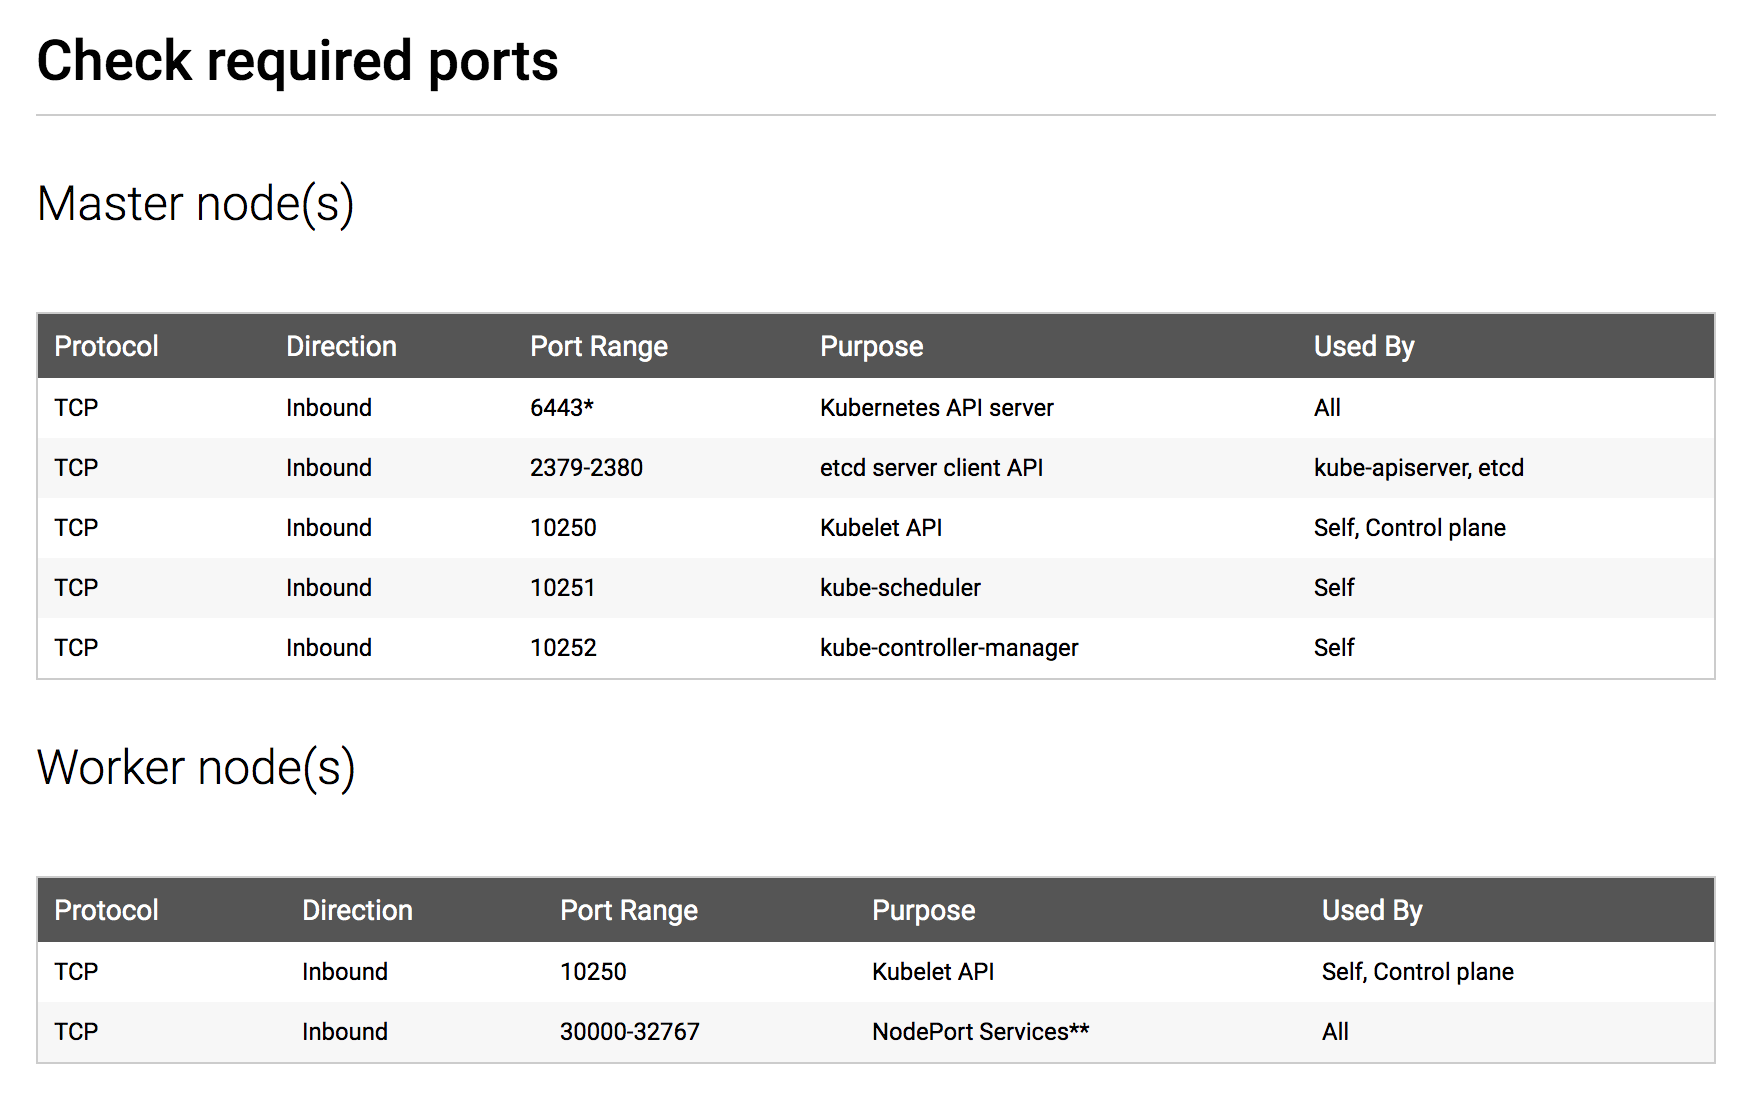 Check required ports
Master node(s)
Protocol Direction Port Range Purpose Used By
TCP Inbound 6443* Kubernetes API server All
TCP Inbound 2379-2380 etcd server client API kube-apiserver, etcd
TCP Inbound 10250 Kubelet API Self, Control plane
TCP Inbound 10251 kube-scheduler Self
TCP Inbound 10252 kube-controller-manager Self
Worker node(s)
Protocol Direction Port Range Purpose Used By
TCP Inbound 10250 Kubelet API Self, Control plane
TCP Inbound 30000-32767 NodePort Services** All